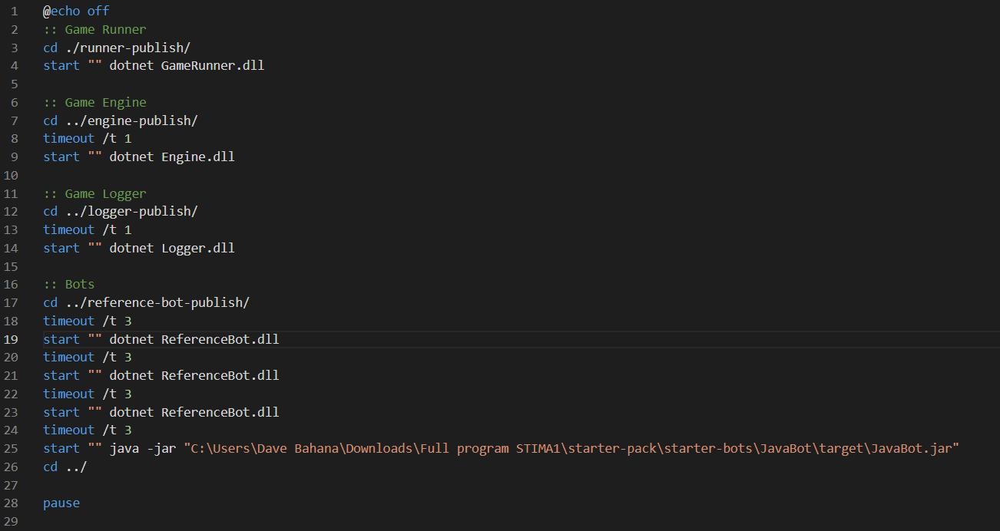 1 @echo off
2 :: Game Runner
3 cd ./runner-publish/
4 start "" dotnet GameRunner.dll
5
6 :: Game Engine
7 cd ../engine-publish/
8 timeout /t 1
9 start "" dotnet Engine.dll
10
11 :: Game Logger
12 cd ../logger-publish/
13 timeout /t 1
14 start "" dotnet Logger.dll
15
16 :: Bots
17 cd ../reference-bot-publish/
18 timeout /t 3
19 start "" dotnet ReferenceBot.dll
20 timeout /t 3
21 start "" dotnet ReferenceBot.dll
22 timeout /t 3
23 start "" dotnet ReferenceBot.dll
24 timeout /t 3
25 start "" java -jar "C:\Users\Dave Bahana\Downloads\Full program STIMA1\starter-pack\starter-bots\JavaBot\target\JavaBot.jar"
26 cd ../
27
28 pause
29